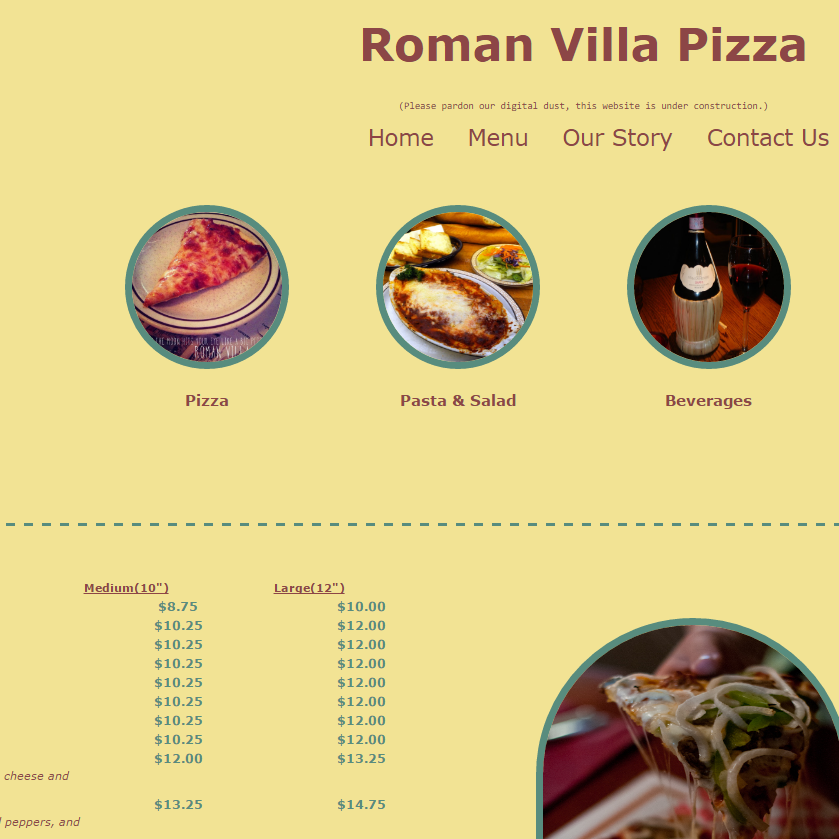 Roman Villa Pizza
(Please pardon our digital dust, this website is under construction.)
Home Menu Our Story Contact Us
ROMAN VILLA
Pizza Pasta & Salad Beverages
Medium(10") Large(12")
$8.75 $10.00
$10.25 $12.00
$10.25 $12.00
$10.25 $12.00
$10.25 $12.00
$10.25 $12.00
$10.25 $12.00
$10.25 $12.00
$12.00 $13.25
cheese and
$13.25 $14.75
peppers, and